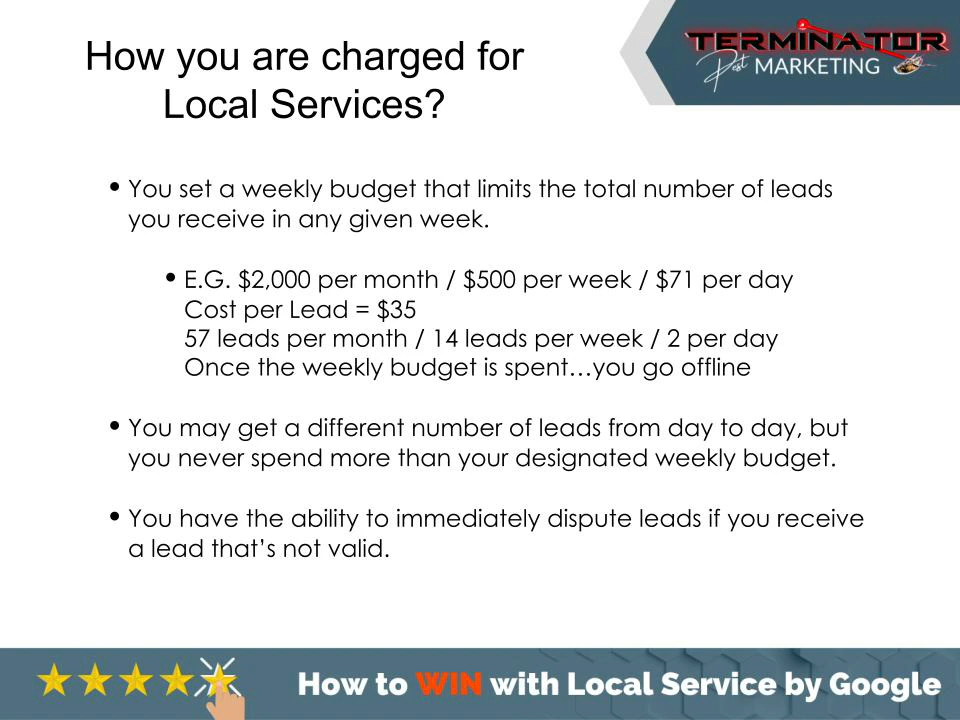 How you are charged for
Local Services?
TERMINATOR
Pest MARKETING
• You set a weekly budget that limits the total number of leads
you receive in any given week.
• E.G. $2,000 per month / $500 per week / $71 per day
Cost per Lead = $35
57 leads per month / 14 leads per week / 2 per day
Once the weekly budget is spent…you go offline
• You may get a different number of leads from day to day, but
you never spend more than your designated weekly budget.
• You have the ability to immediately dispute leads if you receive
a lead that’s not valid.
How to WIN with Local Service by Google